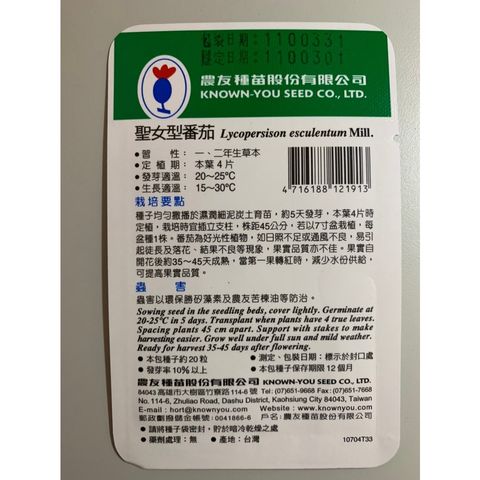 包裝日期：1100331
檢定日期：1100301
農友種苗股份有限公司
KNOWN-YOU SEED CO., LTD.
聖女型番茄 Lycopersison esculentum Mill.
•習　性：一、二年生草本
•定植期：本葉4片
•發芽適溫：20～25°C
•生長適溫：15～30°C
4 716188 121913
栽培要點
種子均勻撒播於濕潤細泥炭土育苗，約5天發芽，本葉4片時
定植，栽培時宜插立支柱，株距45公分，若以7寸盆栽植，每
盆種1株。番茄為好光性植物，如日照不足或通風不良，易引
起徒長及落花、結果不良等現象，果實品質亦不佳。果實自
開花後約35～45天成熟，當第一果轉紅時，減少水份供給，
可提高果實品質。
蟲　害
蟲害以環保勝矽藻素及農友苦楝油等防治。
Sowing seed in the seedling beds, cover lightly. Germinate at
20-25°C in 5 days. Transplant when plants have 4 true leaves.
Spacing plants 45 cm apart. Support with stakes to make
harvesting easier. Grow well under full sun and mild weather.
Ready for harvest 35-45 days after flowering.
•本包種子約20粒　•測定、包裝日期：標示於封口處
•發芽率10%以上　•本包種子保存期限12個月
農友種苗股份有限公司 KNOWN-YOU SEED CO., LTD.
84043高雄市大樹區竹寮路114-6號 Tel：(07)651-9668 Fax：(07)651-7668
No. 114-6, Zhuliao Road, Dashu District, Kaohsiung City 84043, Taiwan
E-mail : hort@knownyou.com　Website : www.knownyou.com
郵政劃撥儲金帳號：0041866-6　戶名：農友種苗股份有限公司
•請將種子袋密封，貯於暗冷乾燥之處
•藥劑處理：無　•產地：台灣
10704T33